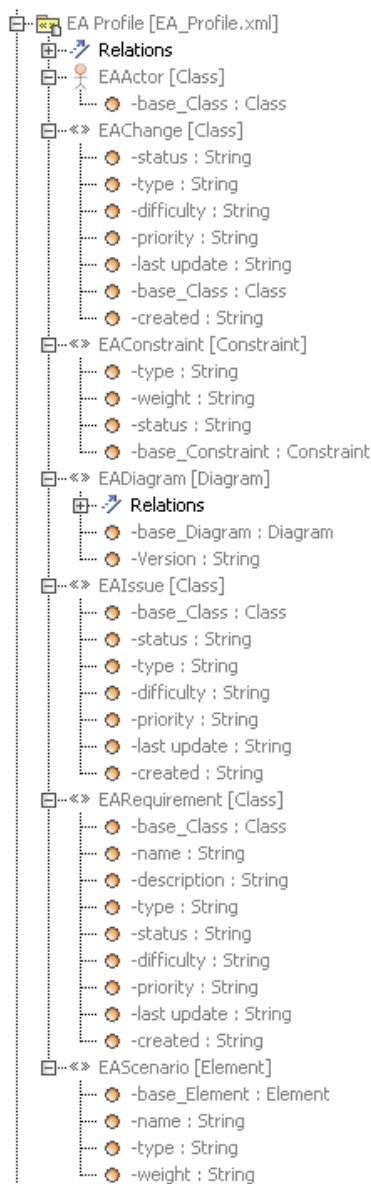 EA Profile [EA_Profile.xml]
Relations
EAActor [Class]
-base_Class : Class
«» EAChange [Class]
-status : String
-type : String
-difficulty : String
-priority : String
-last update : String
-base_Class : Class
-created : String
«» EAConstraint [Constraint]
-type : String
-weight : String
-status : String
-base_Constraint : Constraint
«» EADiagram [Diagram]
Relations
-base_Diagram : Diagram
-Version : String
«» EAIssue [Class]
-base_Class : Class
-status : String
-type : String
-difficulty : String
-priority : String
-last update : String
-created : String
«» EARequirement [Class]
-base_Class : Class
-name : String
-description : String
-type : String
-status : String
-difficulty : String
-priority : String
-last update : String
-created : String
«» EAScenario [Element]
-base_Element : Element
-name : String
-type : String
-weight : String